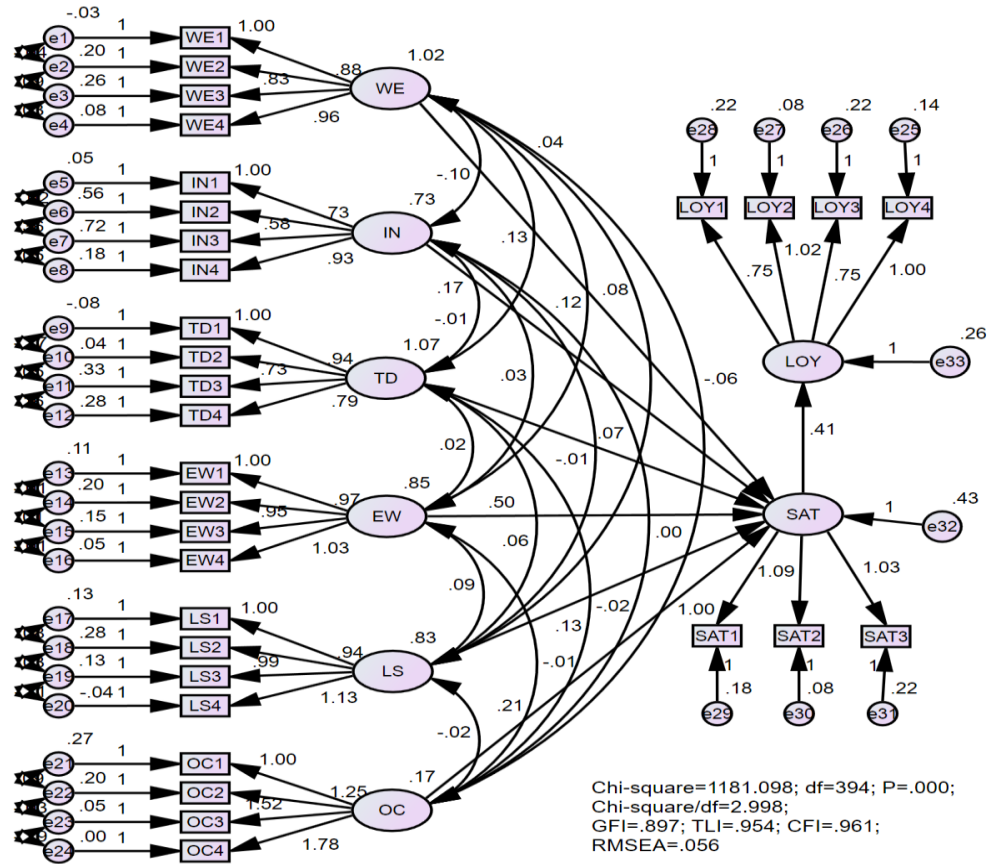 -.03
e1 1 WE1 1.00
.20
e2 1 WE2 .88
.26
e3 1 WE3 .83
.08
e4 1 WE4 .96
1.02
WE
.05
e5 1 IN1 1.00
.56
e6 1 IN2 .73
.72
e7 1 IN3 .58
.18
e8 1 IN4 .93
.73
IN
-.08
e9 1 TD1 1.00
.04
e10 1 TD2 .94
.33
e11 1 TD3 .73
.28
e12 1 TD4 .79
1.07
TD
.11
e13 1 EW1 1.00
.20
e14 1 EW2 .97
.15
e15 1 EW3 .95
.05
e16 1 EW4 1.03
.85
EW
.13
e17 1 LS1 1.00
.28
e18 1 LS2 .94
.13
e19 1 LS3 .99
-.04
e20 1 LS4 1.13
.83
LS
.27
e21 1 OC1 1.00
.20
e22 1 OC2 1.25
.05
e23 1 OC3 1.52
.00
e24 1 OC4 1.78
.17
OC
.04
-.10
.13
.12
.08
-.06
.17
-.01
.03
.07
-.01
.02
.50
.06
.00
.09
-.02
.13
-.01
.21
-.02
.22 .08 .22 .14
e28 e27 e26 e25
1 1 1 1
LOY1 LOY2 LOY3 LOY4
.75 1.02 .75 1.00
LOY 1 e33 .26
.41
SAT 1 e32 .43
1.00 1.09 1.03
SAT1 SAT2 SAT3
1 1 1
.18 .08 .22
e29 e30 e31
Chi-square=1181.098; df=394; P=.000;
Chi-square/df=2.998;
GFI=.897; TLI=.954; CFI=.961;
RMSEA=.056